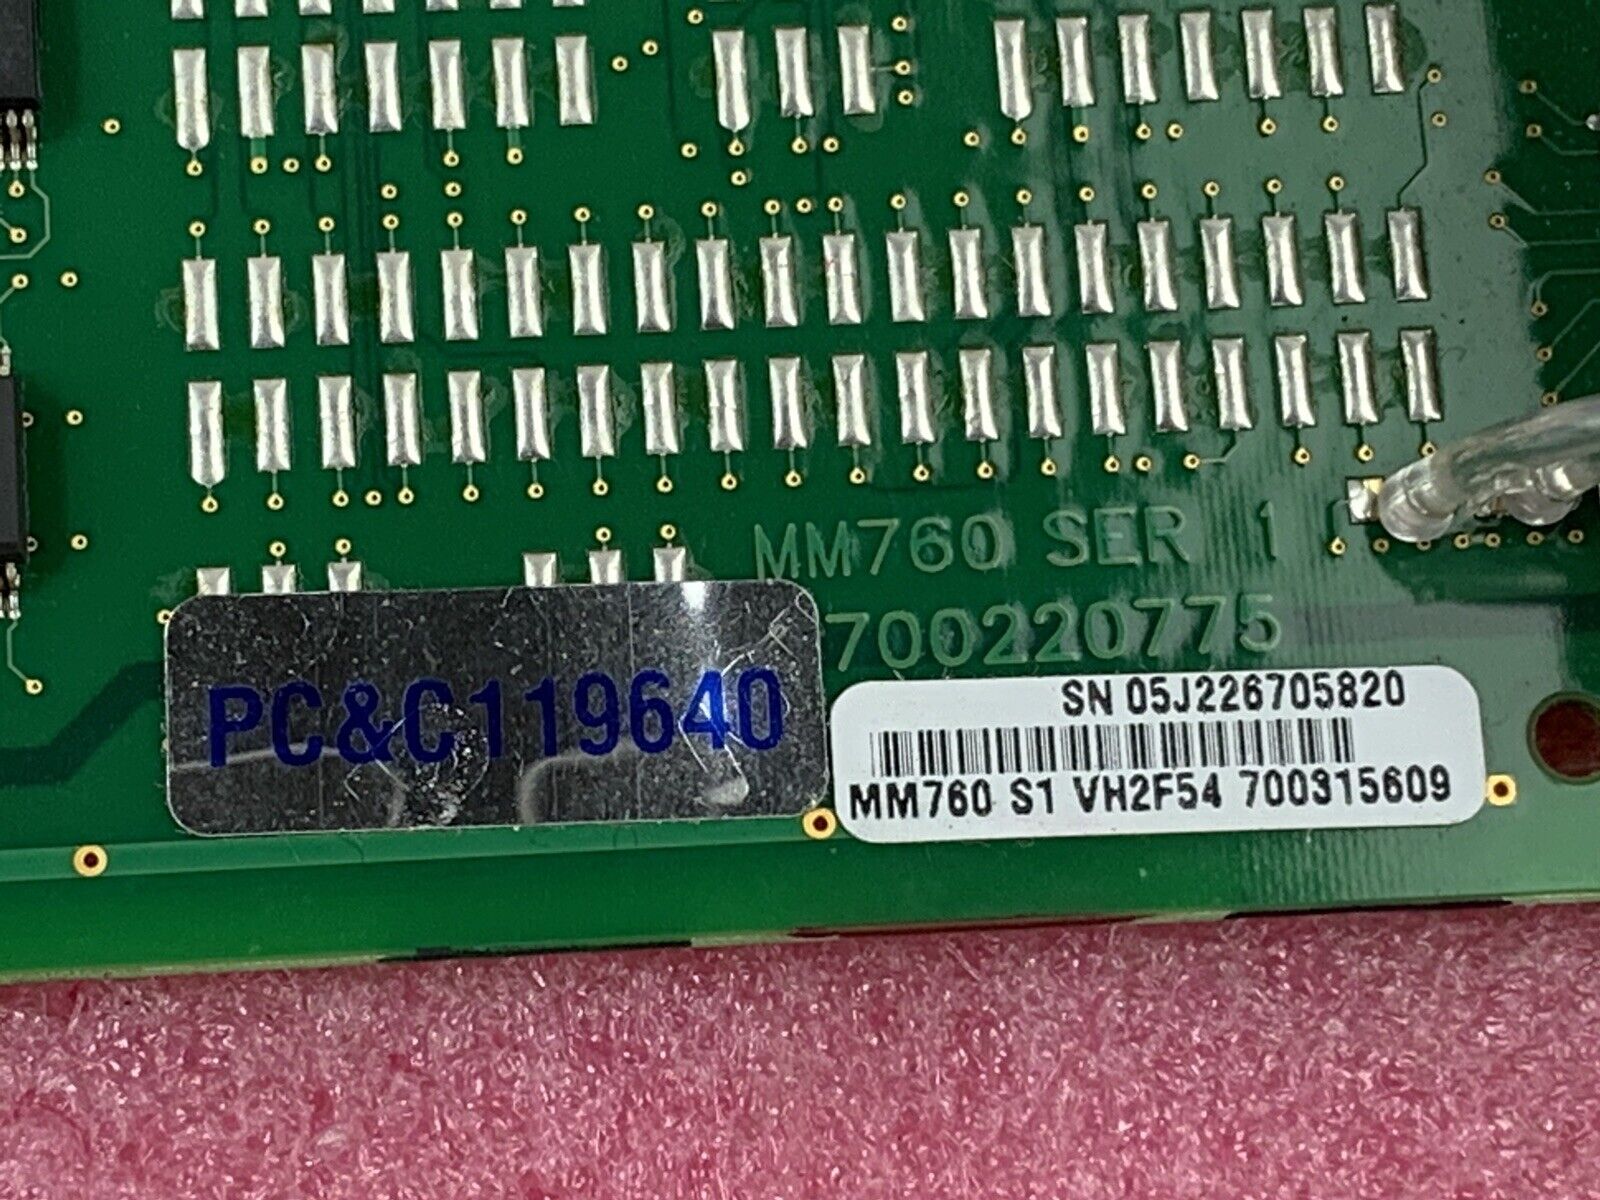 MM760 SER 1
700220775
PC&C119640
SN 05J226705820
MM760 S1 VH2F54 700315609